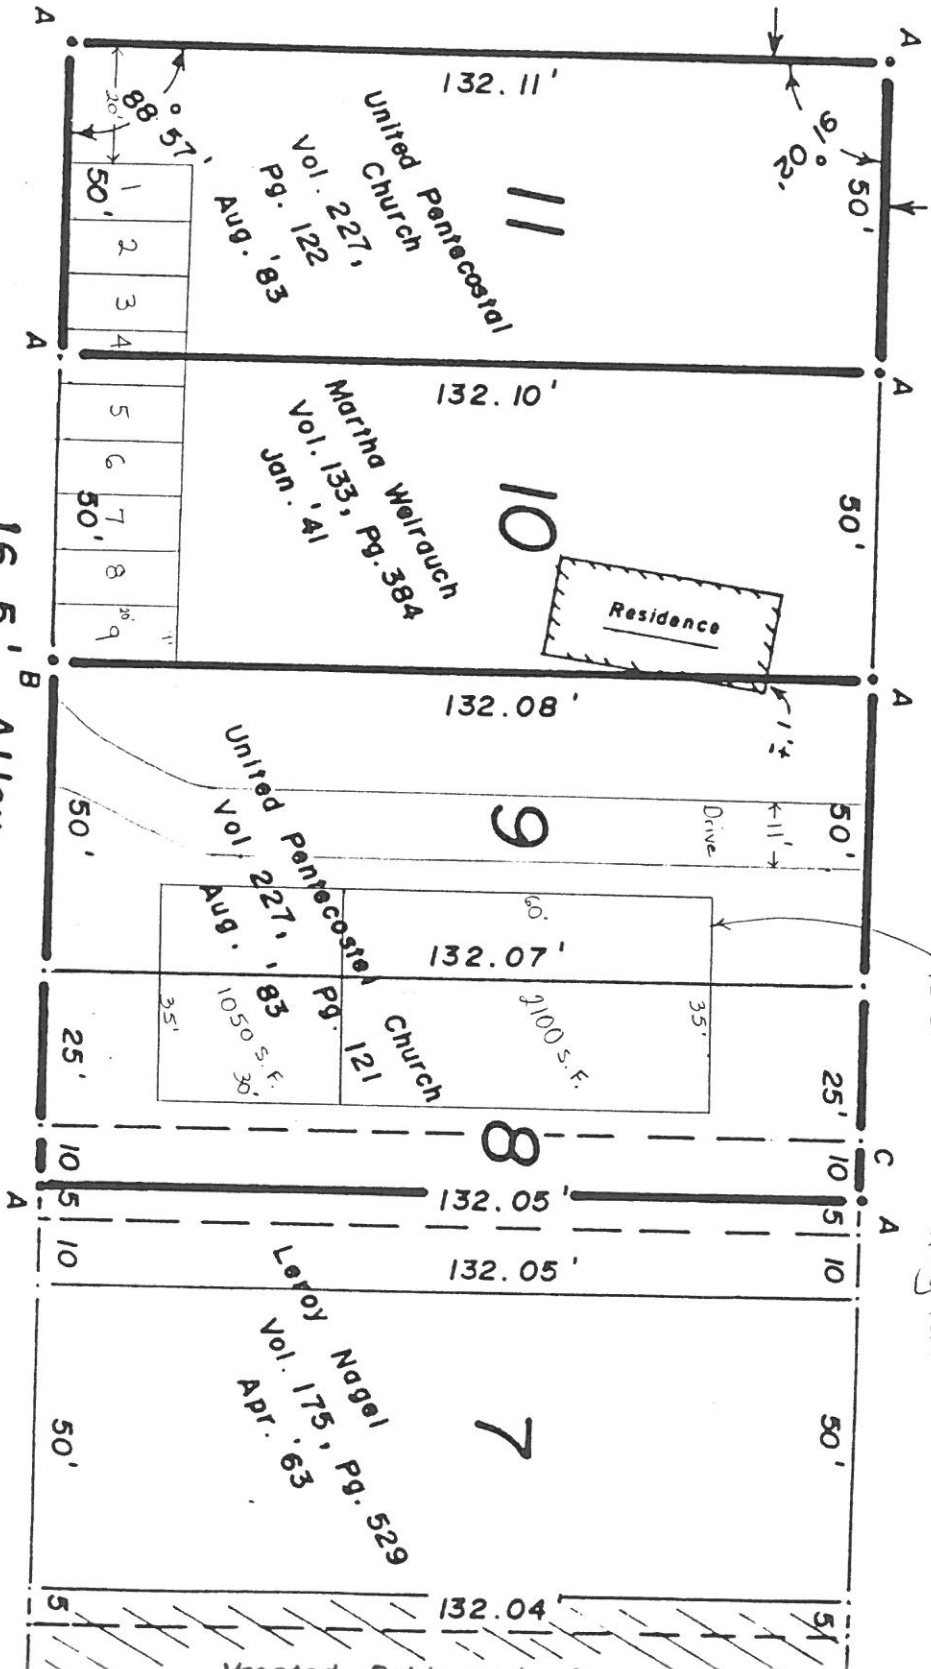 A
A
132.11'
88° 57'
91° 02'
20'
50'
50'
United Pentecostal
Church
Vol. 227,
Pg. 122
Aug. '83
11
1
2
3
4
5
6
7
8
9
20'
A
A
132.10'
Martha Weirauch
Vol. 133, Pg. 384
Jan. '41
10
50'
50'
Residence
B
A
132.08'
1'±
16.5'
United Pentecostal Church
Vol. 227, Pg. 121
Aug. '83
9
50'
50'
Drive
11'
60'
132.07'
35'
1050 S.F.
30'
2100 S.F.
35'
25'
25'
8
C
10
10
A
A
132.05'
5
5
132.05'
10
10
Leroy Nagel
Vol. 175, Pg. 529
Apr. '63
7
50'
50'
132.04
5
5'